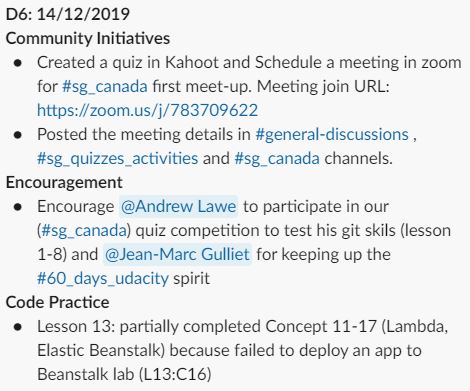 D6: 14/12/2019
Community Initiatives
• Created a quiz in Kahoot and Schedule a meeting in zoom
for #sg_canada first meet-up. Meeting join URL:
https://zoom.us/j/783709622
• Posted the meeting details in #general-discussions ,
#sg_quizzes_activities and #sg_canada channels.
Encouragement
• Encourage @Andrew Lawe to participate in our
(#sg_canada) quiz competition to test his git skils (lesson
1-8) and @Jean-Marc Gulliet for keeping up the
#60_days_udacity spirit
Code Practice
• Lesson 13: partially completed Concept 11-17 (Lambda,
Elastic Beanstalk) because failed to deploy an app to
Beanstalk lab (L13:C16)